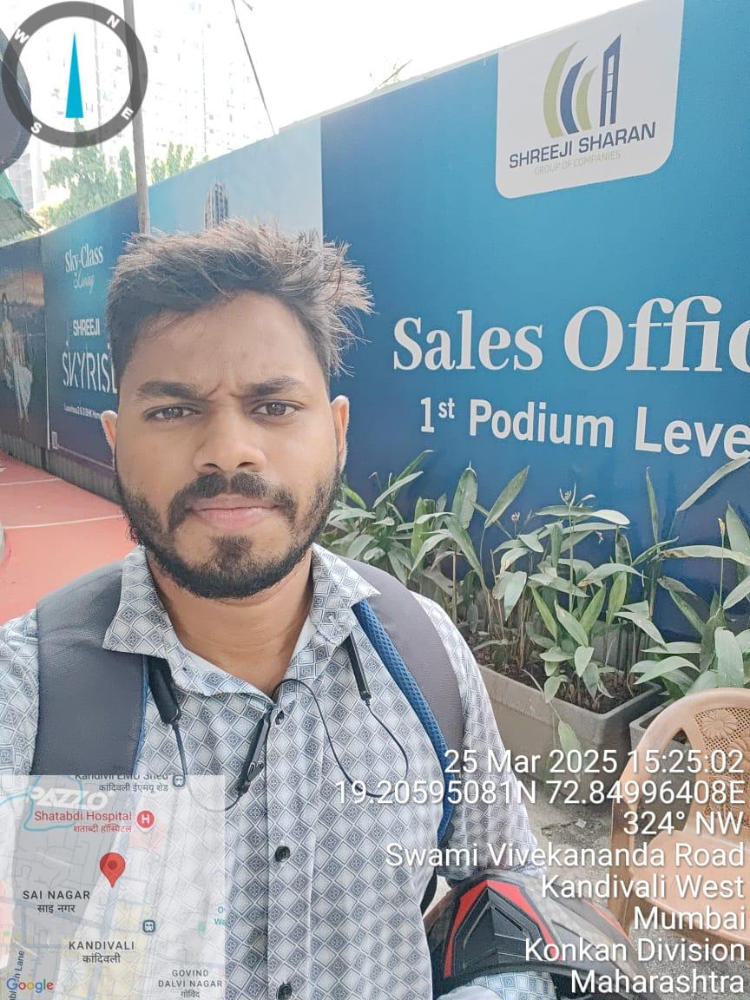 N
W
E
S
SHREEJI SHARAN
GROUP OF COMPANIES
Sky-Class
Living
SHREEJI
Sales Offic
1st Podium Leve
25 Mar 2025 15:25:02
19.20595081N 72.84996408E
324° NW
Swami Vivekananda Road
Kandivali West
Mumbai
Konkan Division
Maharashtra
Kandivli EMU Shed
कांदिवली ईएमयू शेड
Shatabdi Hospital
शताब्दी हॉस्पिटल
H
SAI NAGAR
साइ नगर
KANDIVALI
कांदिवली
GOVIND
DALVI NAGAR
गोविंद
Google